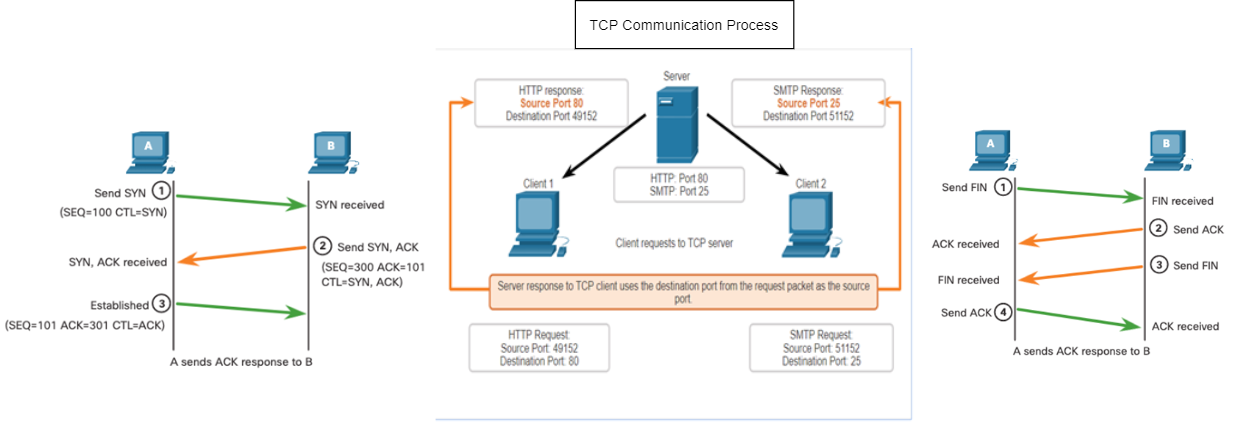 TCP Communication Process
A
B
Send SYN 1
(SEQ=100 CTL=SYN)
SYN received
2 Send SYN, ACK
(SEQ=300 ACK=101
CTL=SYN, ACK)
SYN, ACK received
Established 3
(SEQ=101 ACK=301 CTL=ACK)
A sends ACK response to B
Server
HTTP response:
Source Port 80
Destination Port 49152
SMTP Response:
Source Port 25
Destination Port 51152
HTTP: Port 80
SMTP: Port 25
Client 1
Client 2
Client requests to TCP server
Server response to TCP client uses the destination port from the request packet as the source
port.
HTTP Request:
Source Port: 49152
Destination Port: 80
SMTP Request:
Source Port: 51152
Destination Port: 25
A
B
Send FIN 1
FIN received
2 Send ACK
ACK received
3 Send FIN
FIN received
Send ACK 4
ACK received
A sends ACK response to B